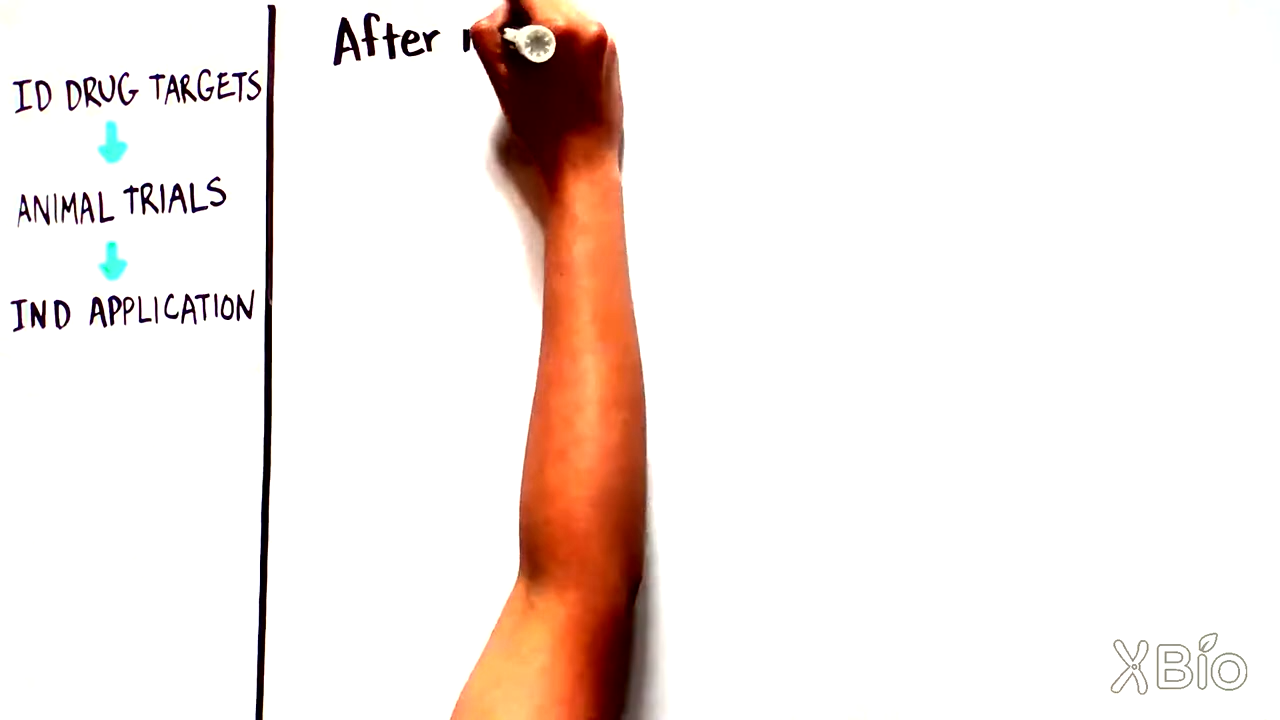 ID DRUG TARGETS
ANIMAL TRIALS
IND APPLICATION
After
XBio